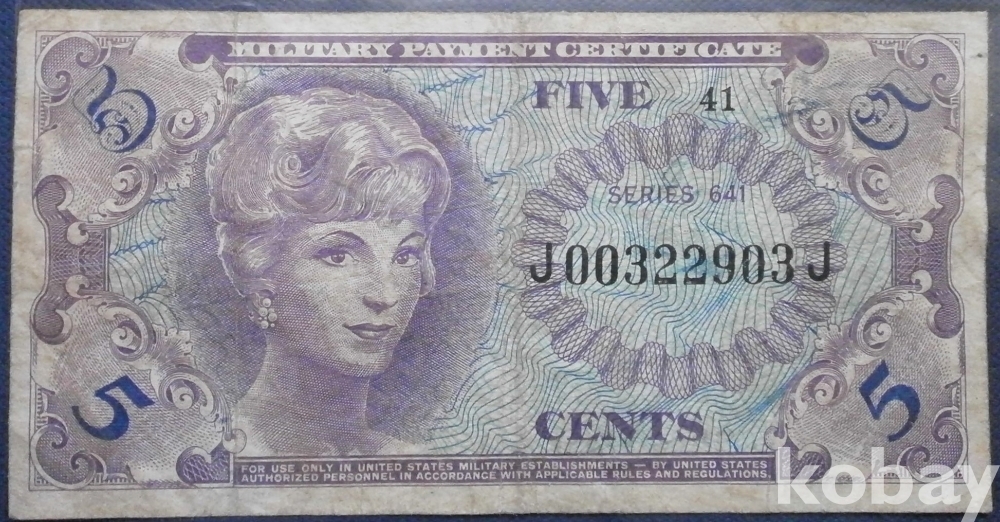 MILITARY PAYMENT CERTIFICATE
5 5
FIVE 41
SERIES 641
J00322903J
5 5
CENTS
FOR USE ONLY IN UNITED STATES MILITARY ESTABLISHMENTS — BY UNITED STATES
AUTHORIZED PERSONNEL IN ACCORDANCE WITH APPLICABLE RULES AND REGULATIONS.
kobay